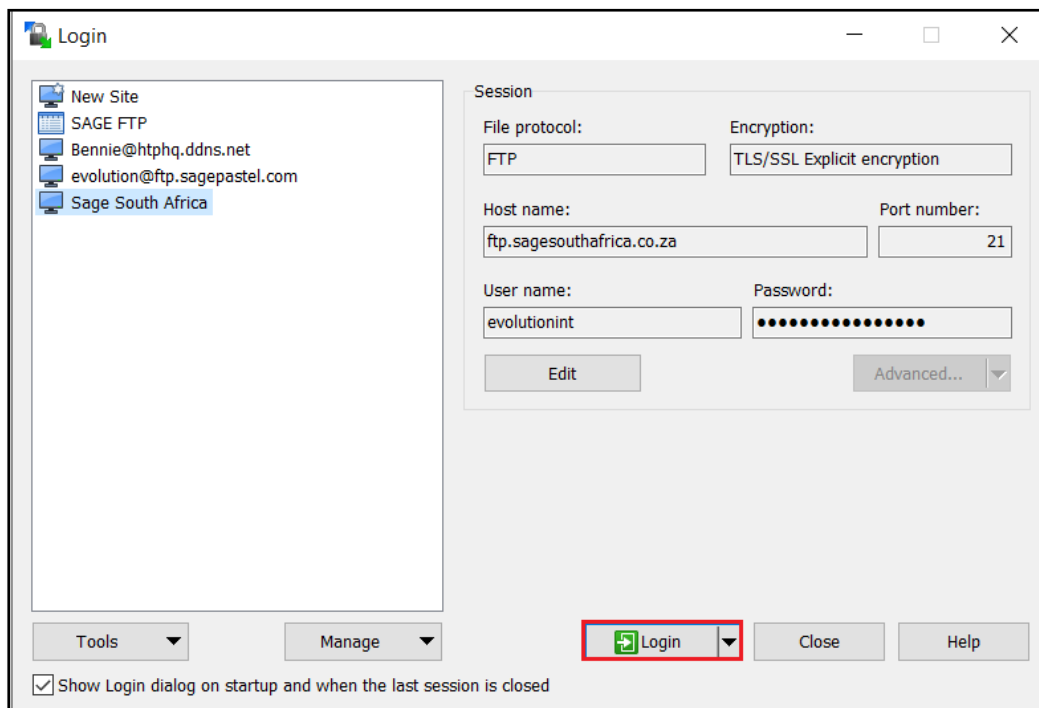 Login
New Site
SAGE FTP
Bennie@htphq.ddns.net
evolution@ftp.sagepastel.com
Sage South Africa
Session
File protocol: Encryption:
FTP TLS/SSL Explicit encryption
Host name: Port number:
ftp.sagesouthafrica.co.za 21
User name: Password:
evolutionint ••••••••••••••••
Edit Advanced...
Tools Manage Login Close Help
Show Login dialog on startup and when the last session is closed